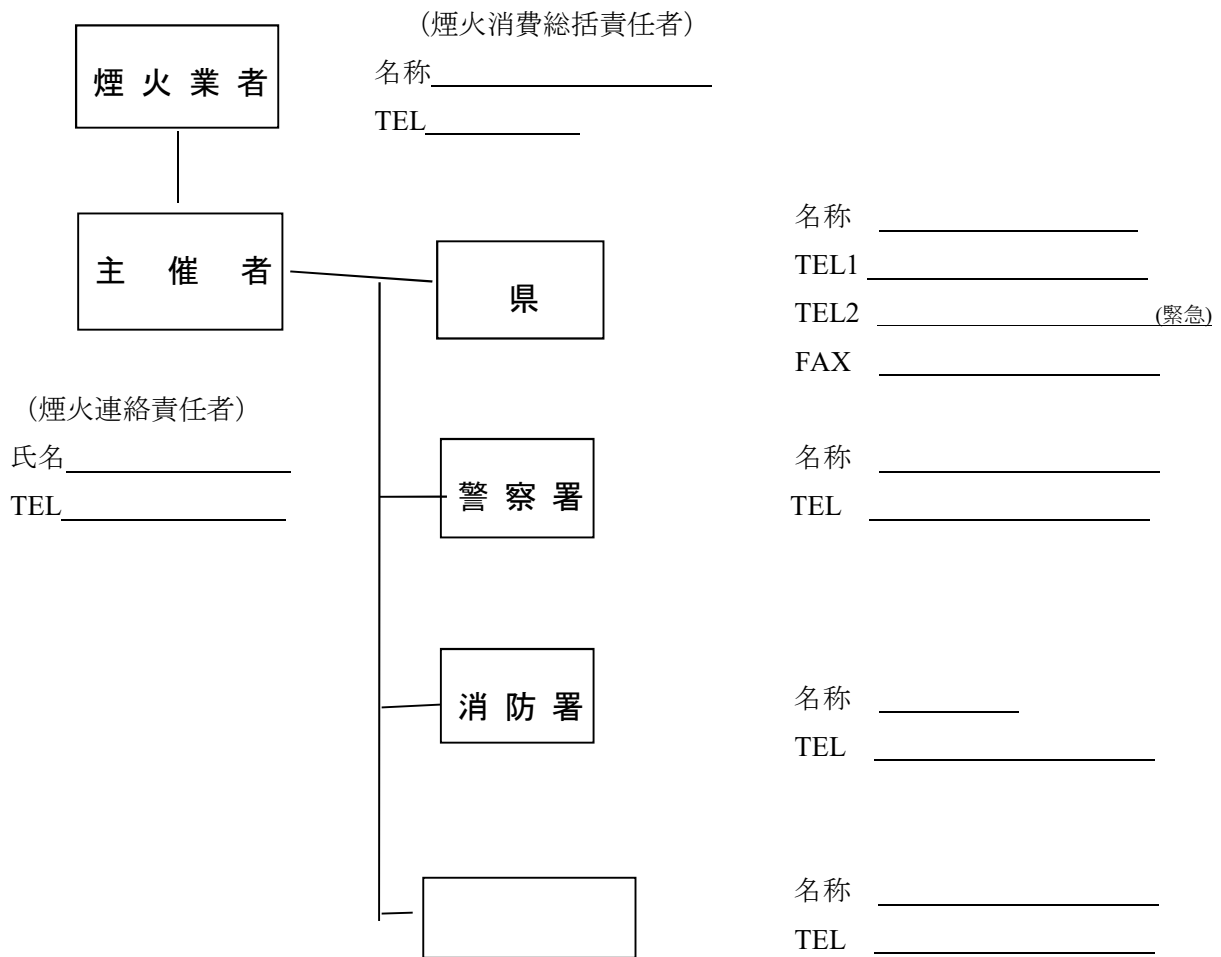 (煙火消費総括責任者)
煙火業者
名称
TEL
主催者
県
名称
TEL1
TEL2 (緊急)
FAX
(煙火連絡責任者)
氏名
TEL
警察署
名称
TEL
消防署
名称
TEL
名称
TEL